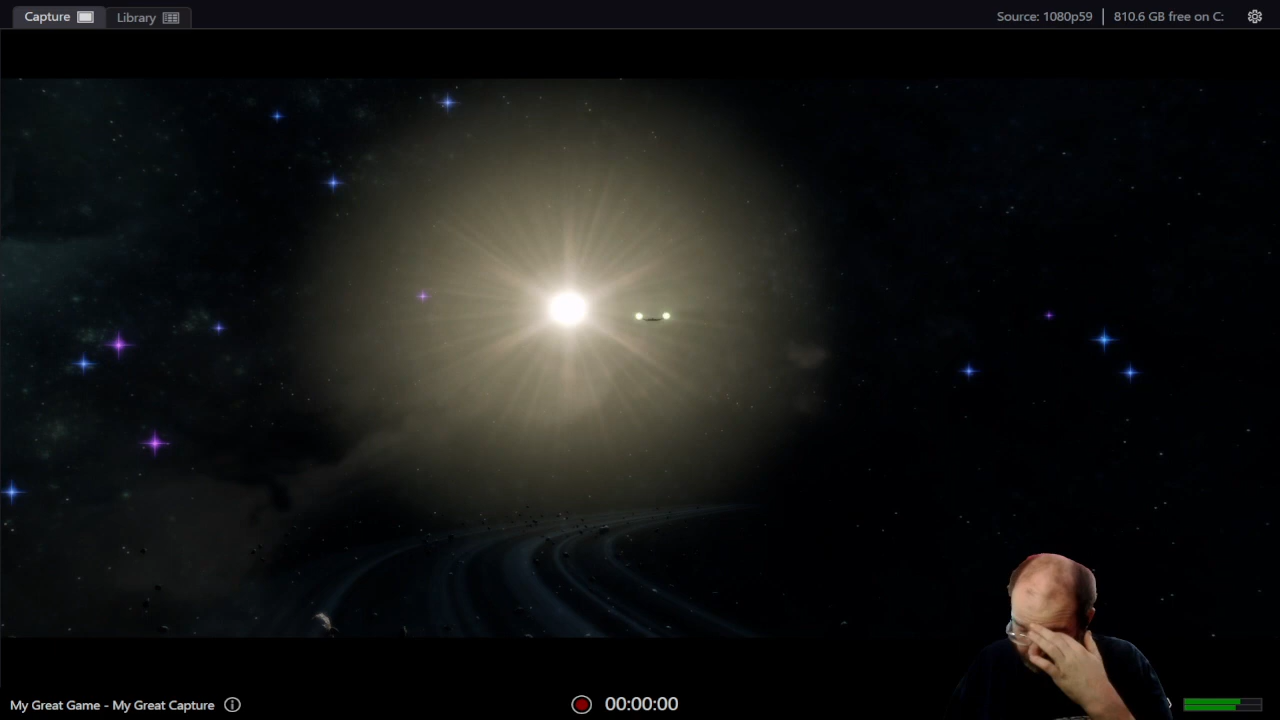 Capture
Library
Source: 1080p59
810.6 GB free on C:
My Great Game - My Great Capture
00:00:00